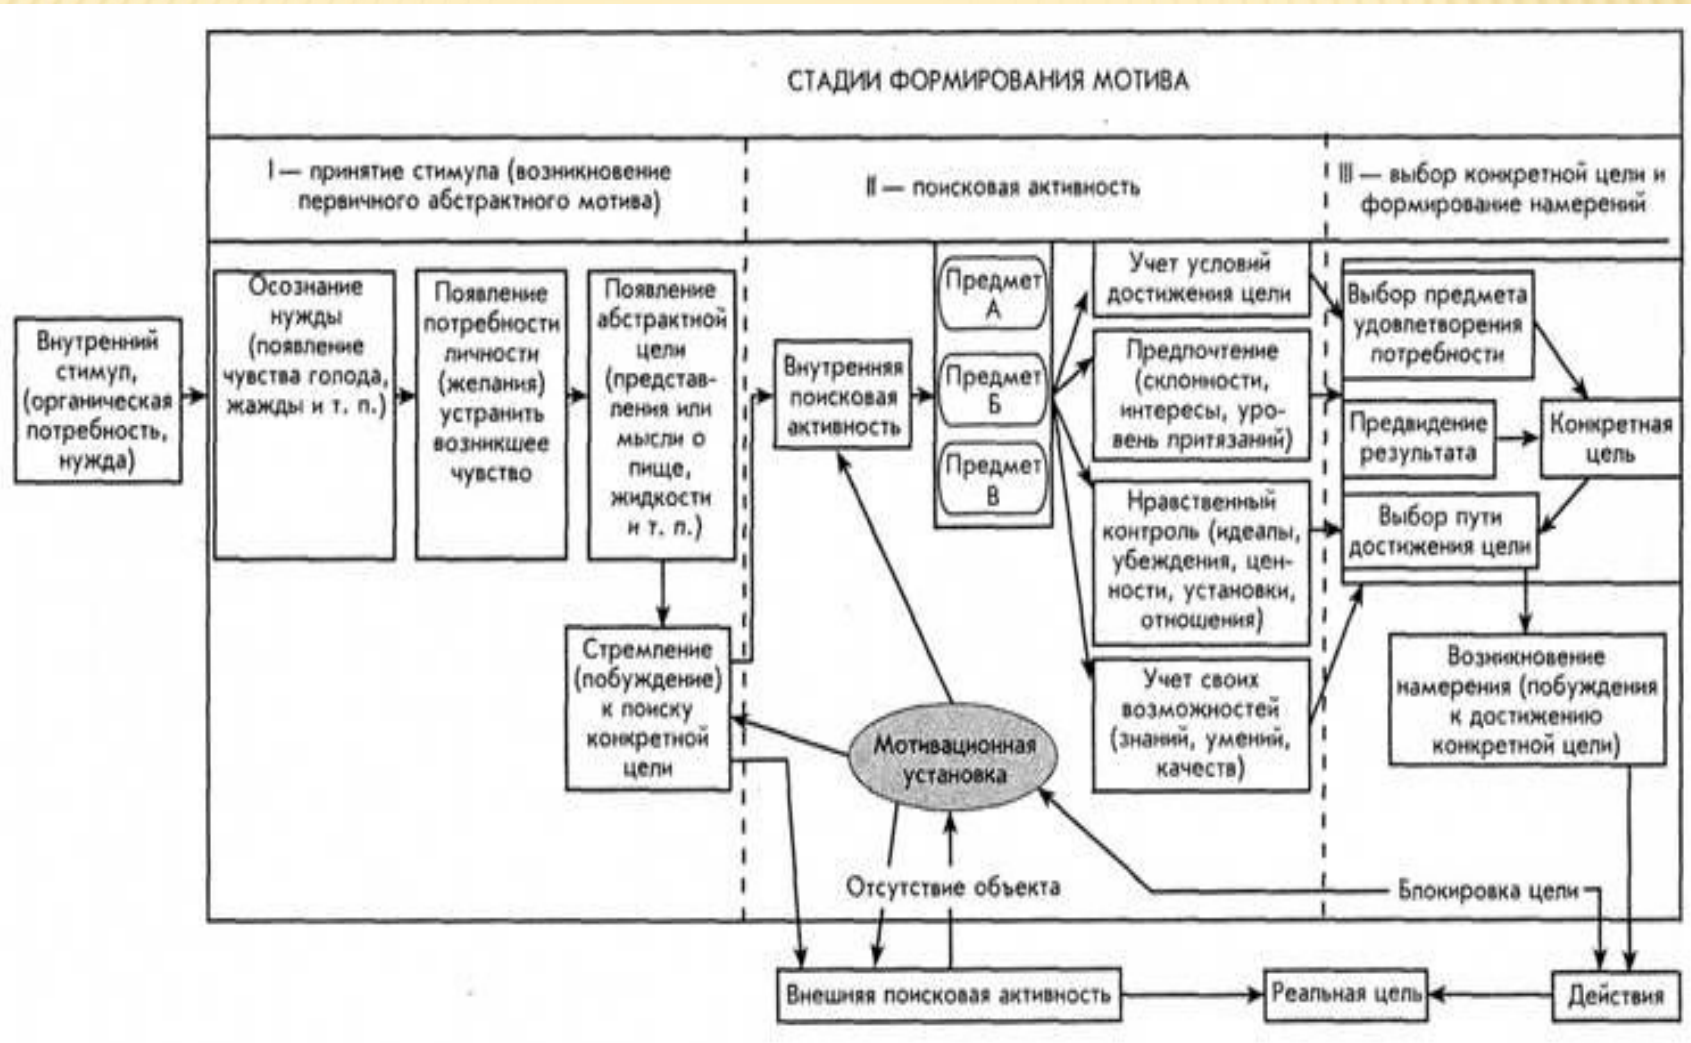 СТАДИИ ФОРМИРОВАНИЯ МОТИВА
I — принятие стимула (возникновение
первичного абстрактного мотива)
II — поисковая активность
III — выбор конкретной цели и
формирование намерений
Внутренний
стимул,
(органическая
потребность,
нужда)
Осознание
нужды
(появление
чувства голода,
жажды и т. п.)
Появление
потребности
личности
(желания)
устранить
возникшее
чувство
Появление
абстрактной
цели
(представ-
ления или
мысли о
пище,
жидкости
и т. п.)
Стремление
(побуждение)
к поиску
конкретной
цели
Внутренняя
поисковая
активность
Предмет
А
Предмет
Б
Предмет
В
Учет условий
достижения цели
Предпочтение
(склонности,
интересы, уро-
вень притязаний)
Нравственный
контроль (идеалы,
убеждения, цен-
ности, установки,
отношения)
Учет своих
возможностей
(знаний, умений,
качеств)
Мотивационная
установка
Выбор предмета
удовлетворения
потребности
Предвидение
результата
Конкретная
цель
Выбор пути
достижения цели
Возникновение
намерения (побуждения
к достижению
конкретной цели)
Отсутствие объекта
Блокировка цели
Внешняя поисковая активность
Реальная цель
Действия